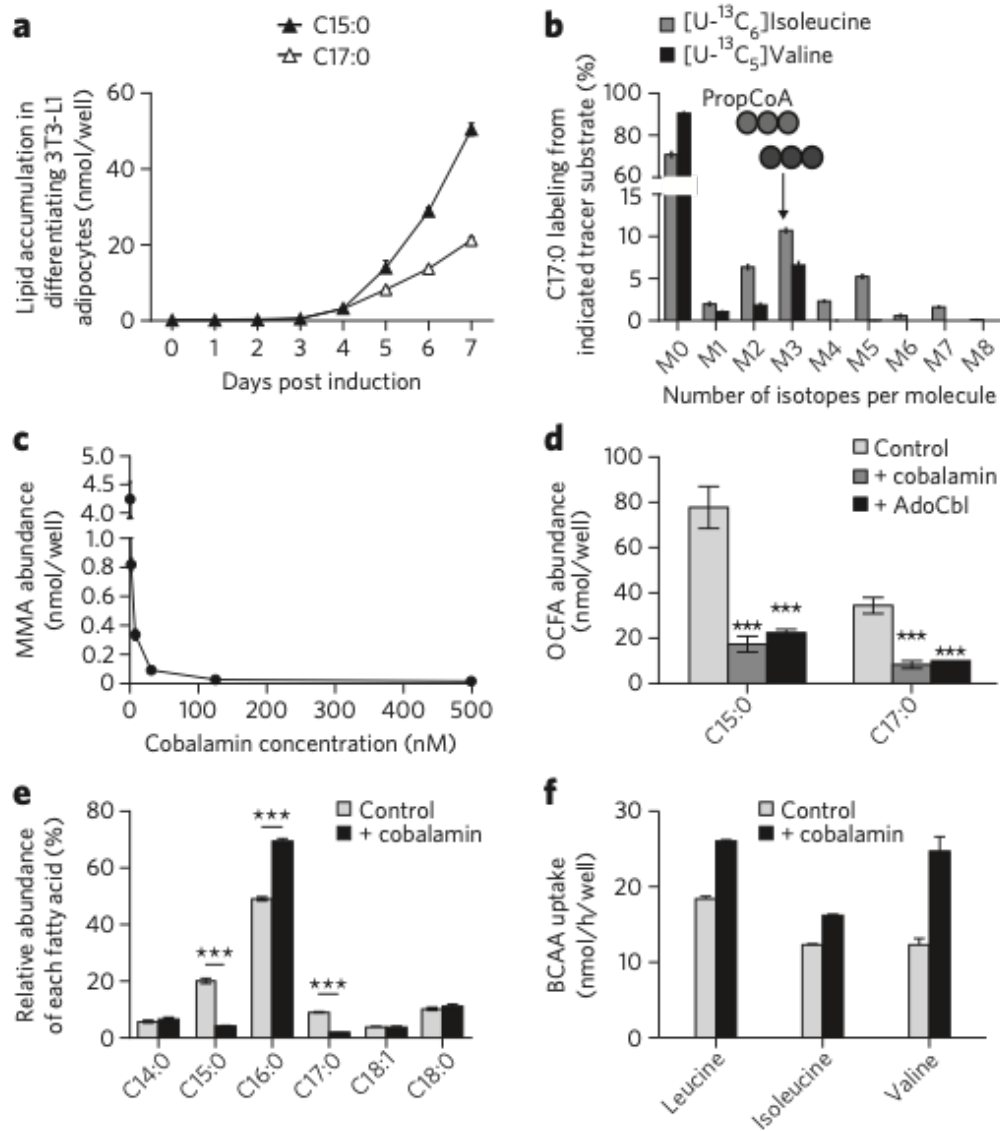 a
C15:0
C17:0
Lipid accumulation in
differentiating 3T3-L1
adipocytes (nmol/well)
60
40
20
0
0 1 2 3 4 5 6 7
Days post induction
b
[U-¹³C₆]Isoleucine
[U-¹³C₅]Valine
C17:0 labeling from
indicated tracer substrate (%)
100
80
60
15
10
5
0
PropCoA
M0 M1 M2 M3 M4 M5 M6 M7 M8
Number of isotopes per molecule
c
MMA abundance
(nmol/well)
5.0
4.5
4.0
1.0
0.8
0.6
0.4
0.2
0
0 100 200 300 400 500
Cobalamin concentration (nM)
d
Control
+ cobalamin
+ AdoCbl
OCFA abundance
(nmol/well)
100
80
60
40
20
0
*** ***
*** ***
C15:0 C17:0
e
Control
+ cobalamin
Relative abundance
of each fatty acid (%)
80
60
40
20
0
***
***
***
C14:0 C15:0 C16:0 C17:0 C18:1 C18:0
f
Control
+ cobalamin
BCAA uptake
(nmol/h/well)
30
20
10
0
Leucine Isoleucine Valine